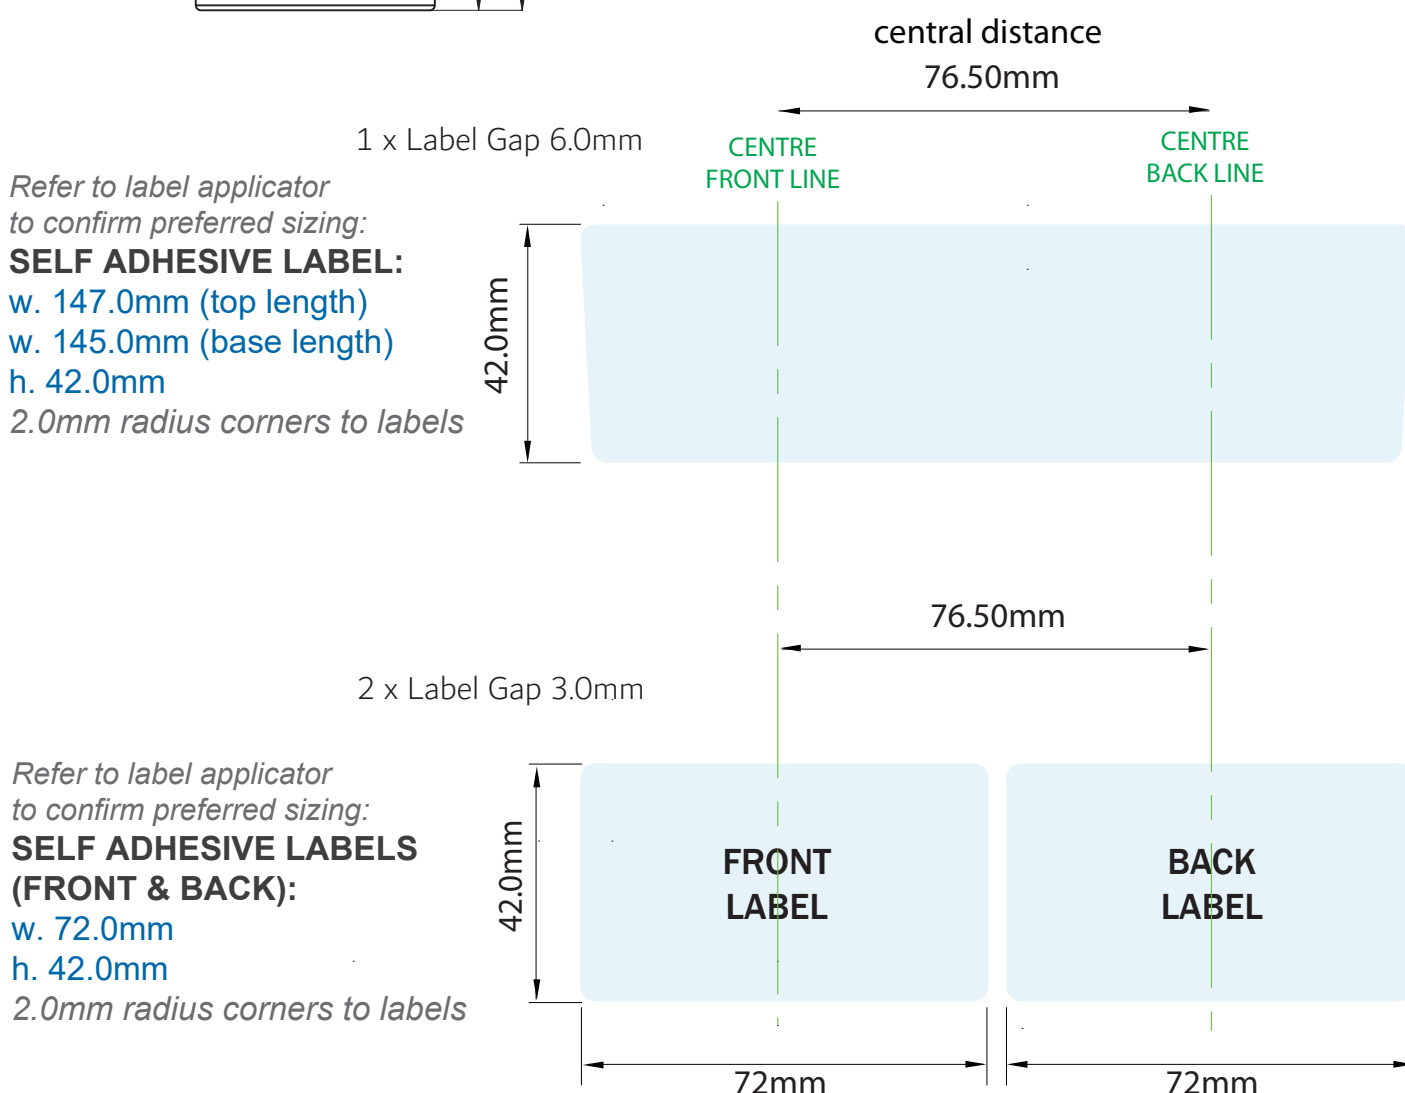 central distance
76.50mm
1 x Label Gap 6.0mm
CENTRE
FRONT LINE
CENTRE
BACK LINE
Refer to label applicator
to confirm preferred sizing:
SELF ADHESIVE LABEL:
w. 147.0mm (top length)
w. 145.0mm (base length)
h. 42.0mm
2.0mm radius corners to labels
42.0mm
76.50mm
2 x Label Gap 3.0mm
Refer to label applicator
to confirm preferred sizing:
SELF ADHESIVE LABELS
(FRONT & BACK):
w. 72.0mm
h. 42.0mm
2.0mm radius corners to labels
42.0mm
FRONT
LABEL
BACK
LABEL
72mm
72mm